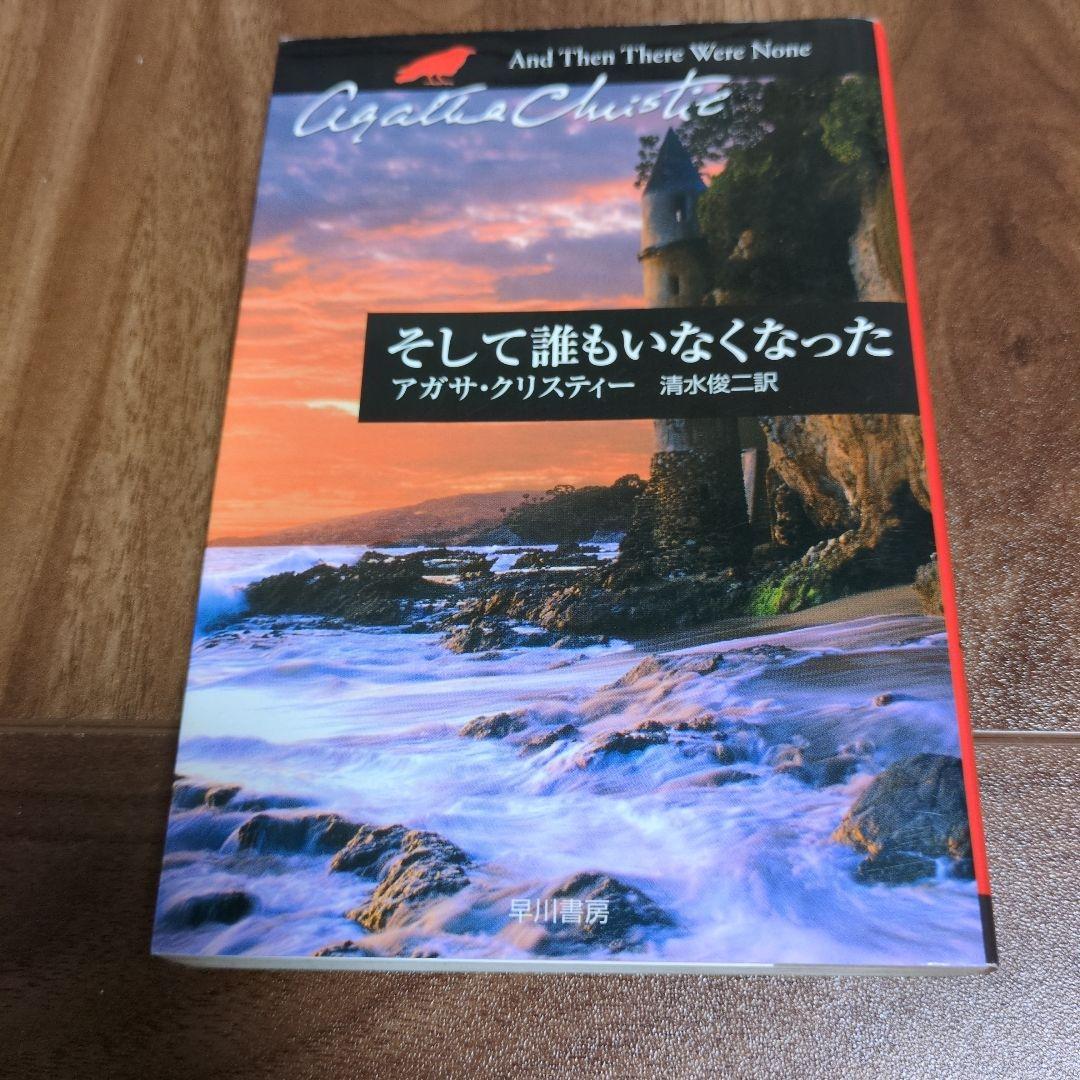 And Then There Were None
Agatha Christie
そして誰もいなくなった
アガサ・クリスティー 清水俊二訳
早川書房